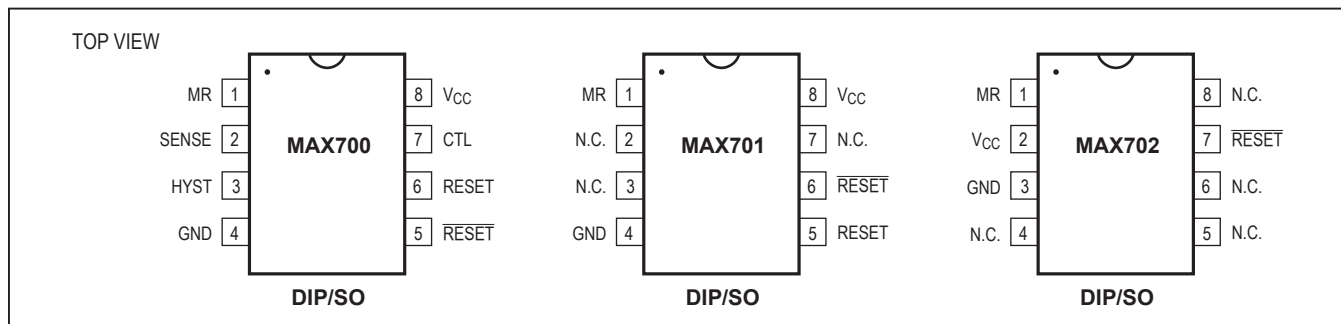 TOP VIEW
MR 1 8 VCC MR 1 8 VCC MR 1 8 N.C.
SENSE 2 MAX700 7 CTL N.C. 2 MAX701 7 N.C. VCC 2 MAX702 7 RESET
HYST 3 6 RESET N.C. 3 6 RESET GND 3 6 N.C.
GND 4 5 RESET GND 4 5 RESET N.C. 4 5 N.C.
DIP/SO DIP/SO DIP/SO